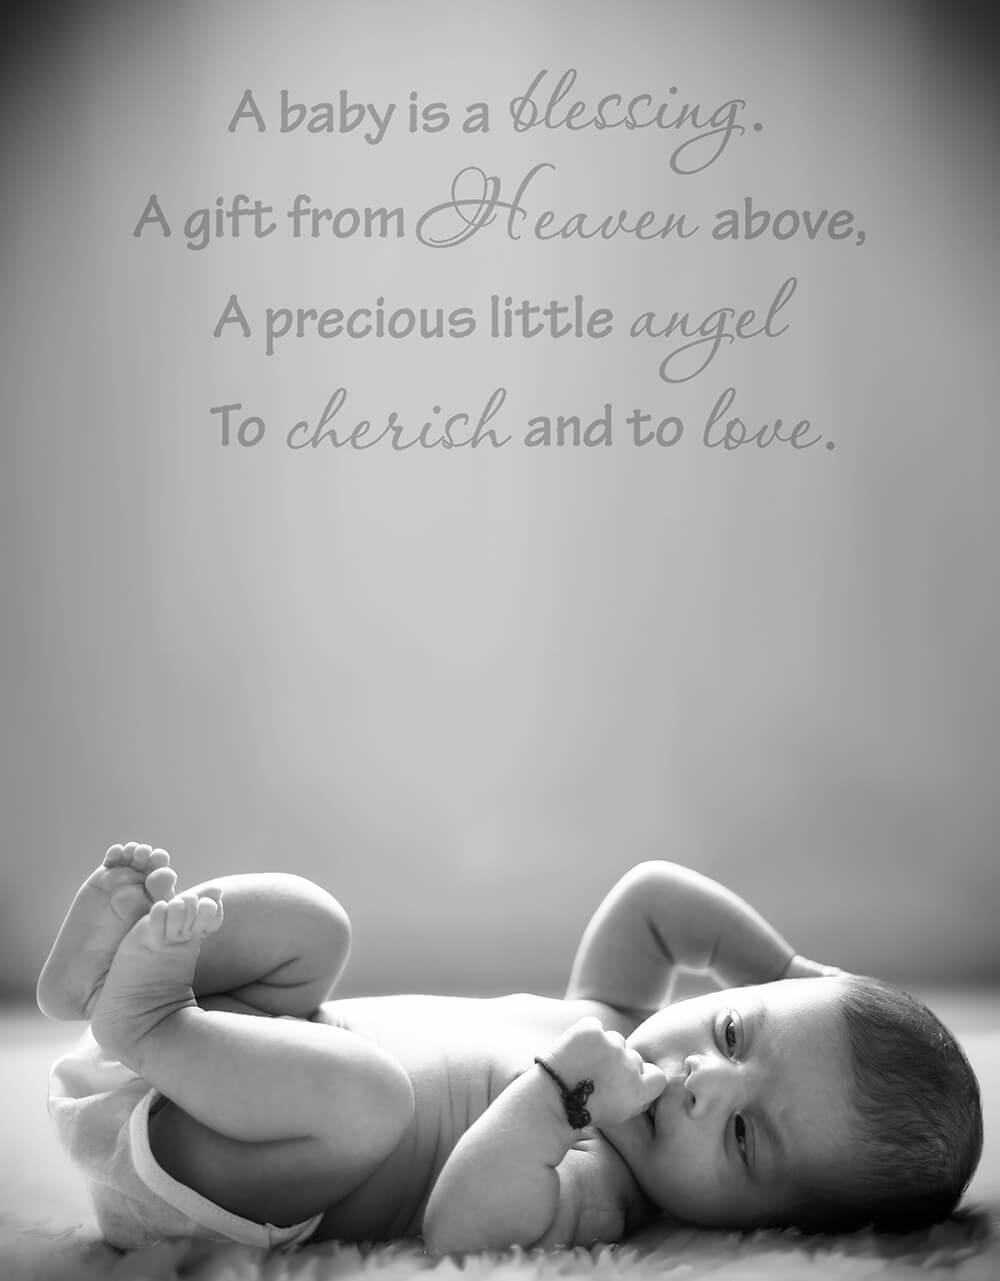 A baby is a blessing.
A gift from Heaven above,
A precious little angel
To cherish and to love.